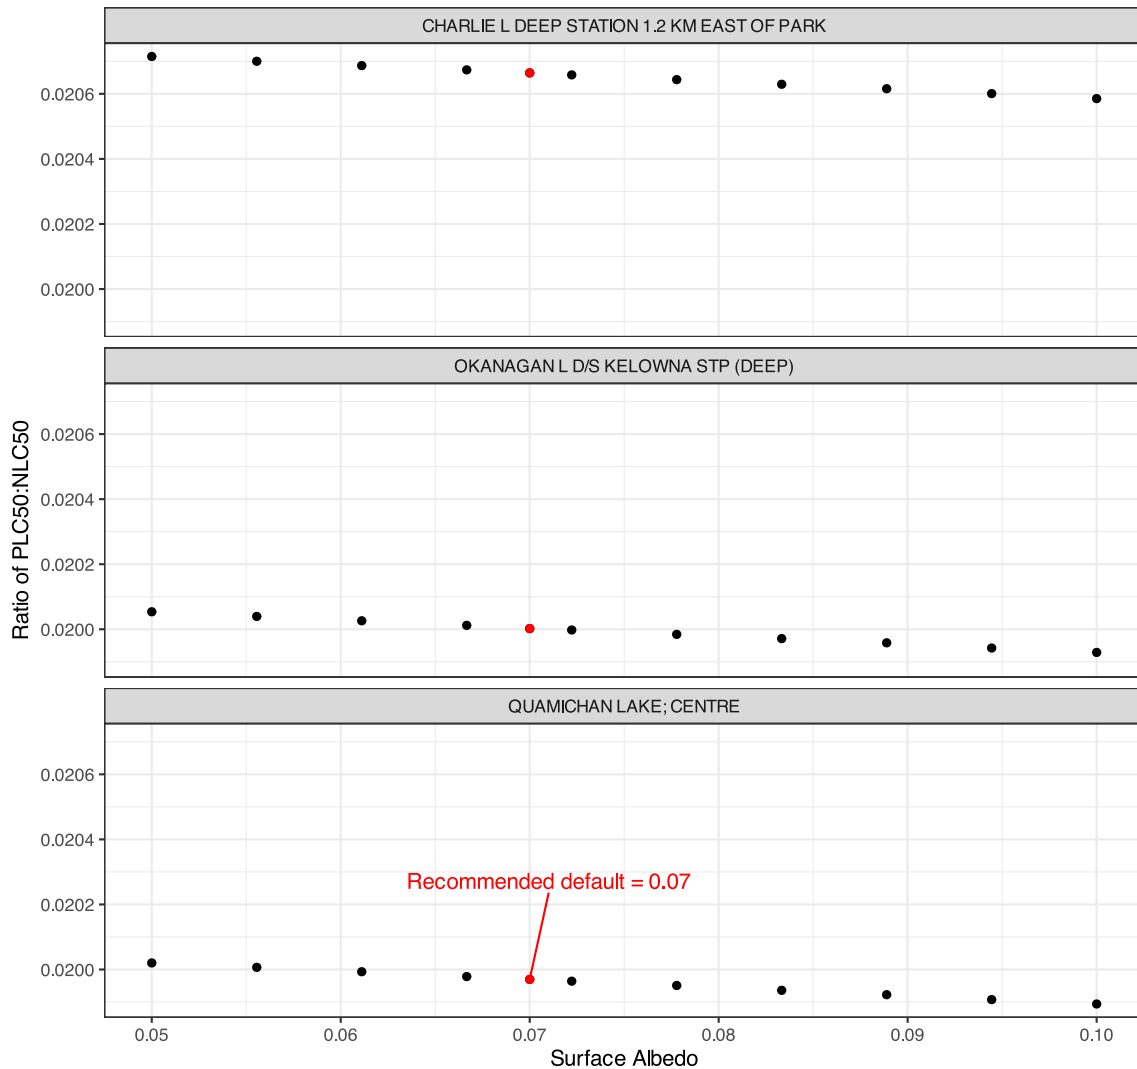 CHARLIE L DEEP STATION 1.2 KM EAST OF PARK
0.0206
0.0204
0.0202
0.0200
OKANAGAN L D/S KELOWNA STP (DEEP)
0.0206
0.0204
0.0202
0.0200
Ratio of PLC50:NLC50
QUAMICHAN LAKE; CENTRE
0.0206
0.0204
0.0202
0.0200
Recommended default = 0.07
0.05 0.06 0.07 0.08 0.09 0.10
Surface Albedo